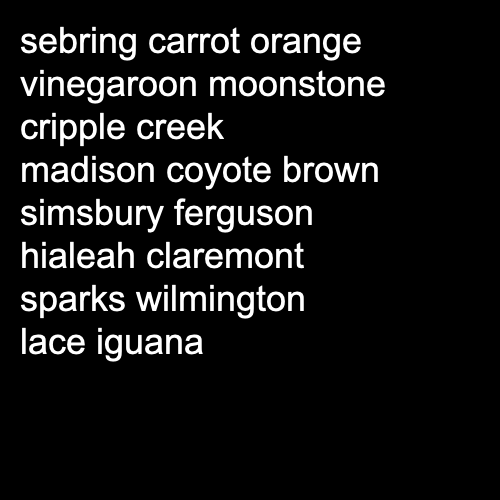 sebring carrot orange
vinegaroon moonstone
cripple creek
madison coyote brown
simsbury ferguson
hialeah claremont
sparks wilmington
lace iguana